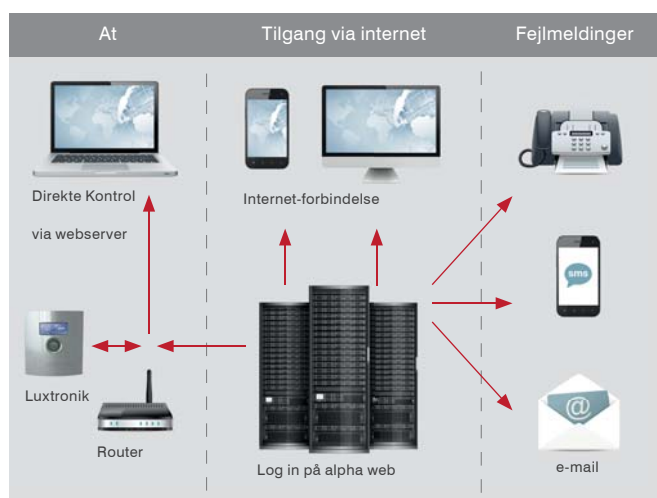 At
Tilgang via internet
Fejlmeldinger
Direkte Kontrol
via webserver
Internet-forbindelse
sms
Luxtronik
Router
Log in på alpha web
@
e-mail